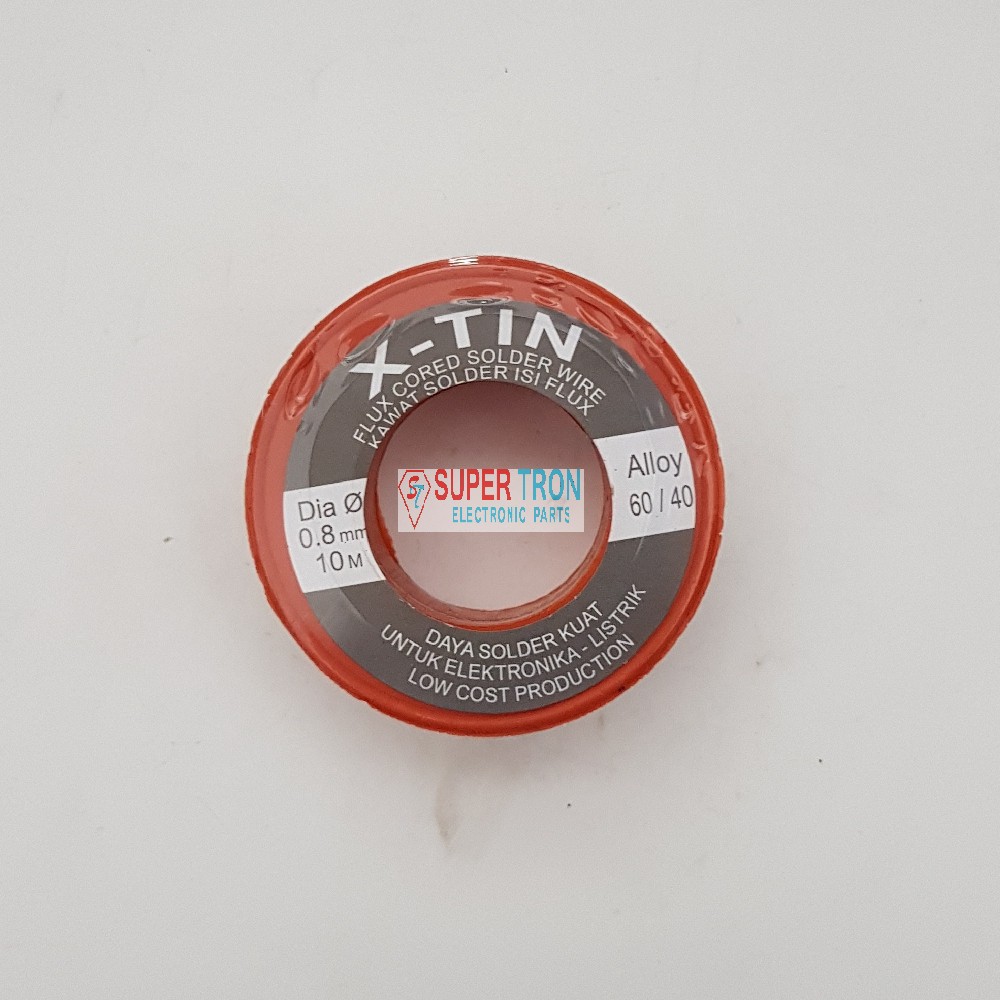 X-TIN
FLUX CORED SOLDER WIRE
KAWAT SOLDER ISI FLUX
Dia Ø
0.8 mm
10 M
Alloy
60 / 40
SUPER TRON
ELECTRONIC PARTS
DAYA SOLDER KUAT
UNTUK ELEKTRONIKA - LISTRIK
LOW COST PRODUCTION